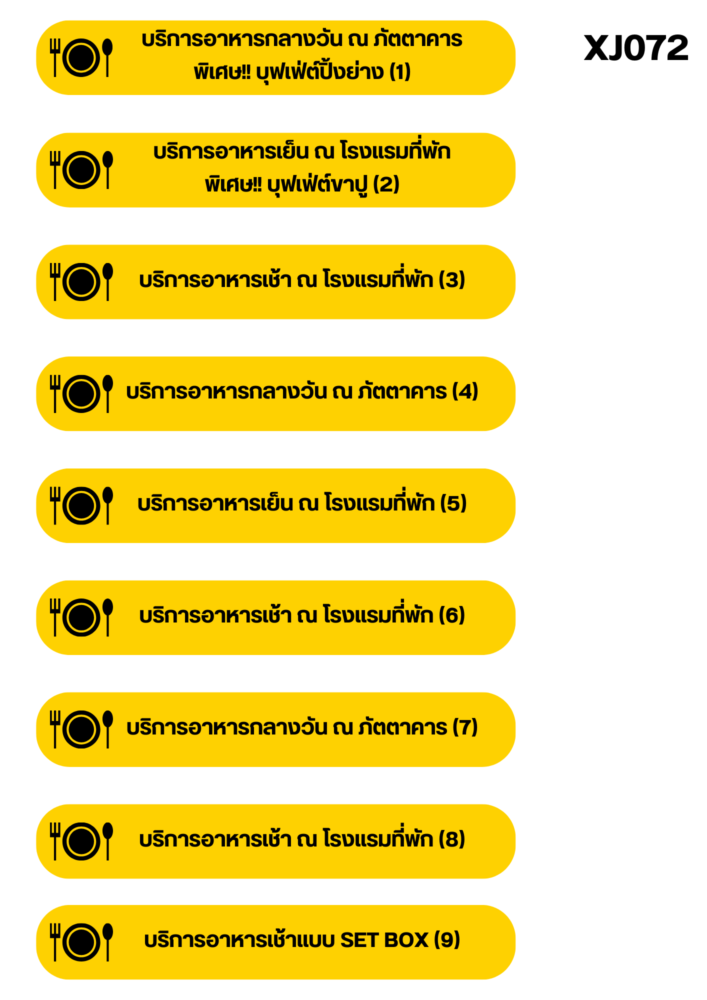 XJ072
บริการอาหารกลางวัน ณ ภัตตาคาร
พิเศษ!! บุฟเฟ่ต์ปิ้งย่าง (1)
บริการอาหารเย็น ณ โรงแรมที่พัก
พิเศษ!! บุฟเฟ่ต์ขาปู (2)
บริการอาหารเช้า ณ โรงแรมที่พัก (3)
บริการอาหารกลางวัน ณ ภัตตาคาร (4)
บริการอาหารเย็น ณ โรงแรมที่พัก (5)
บริการอาหารเช้า ณ โรงแรมที่พัก (6)
บริการอาหารกลางวัน ณ ภัตตาคาร (7)
บริการอาหารเช้า ณ โรงแรมที่พัก (8)
บริการอาหารเช้าแบบ SET BOX (9)